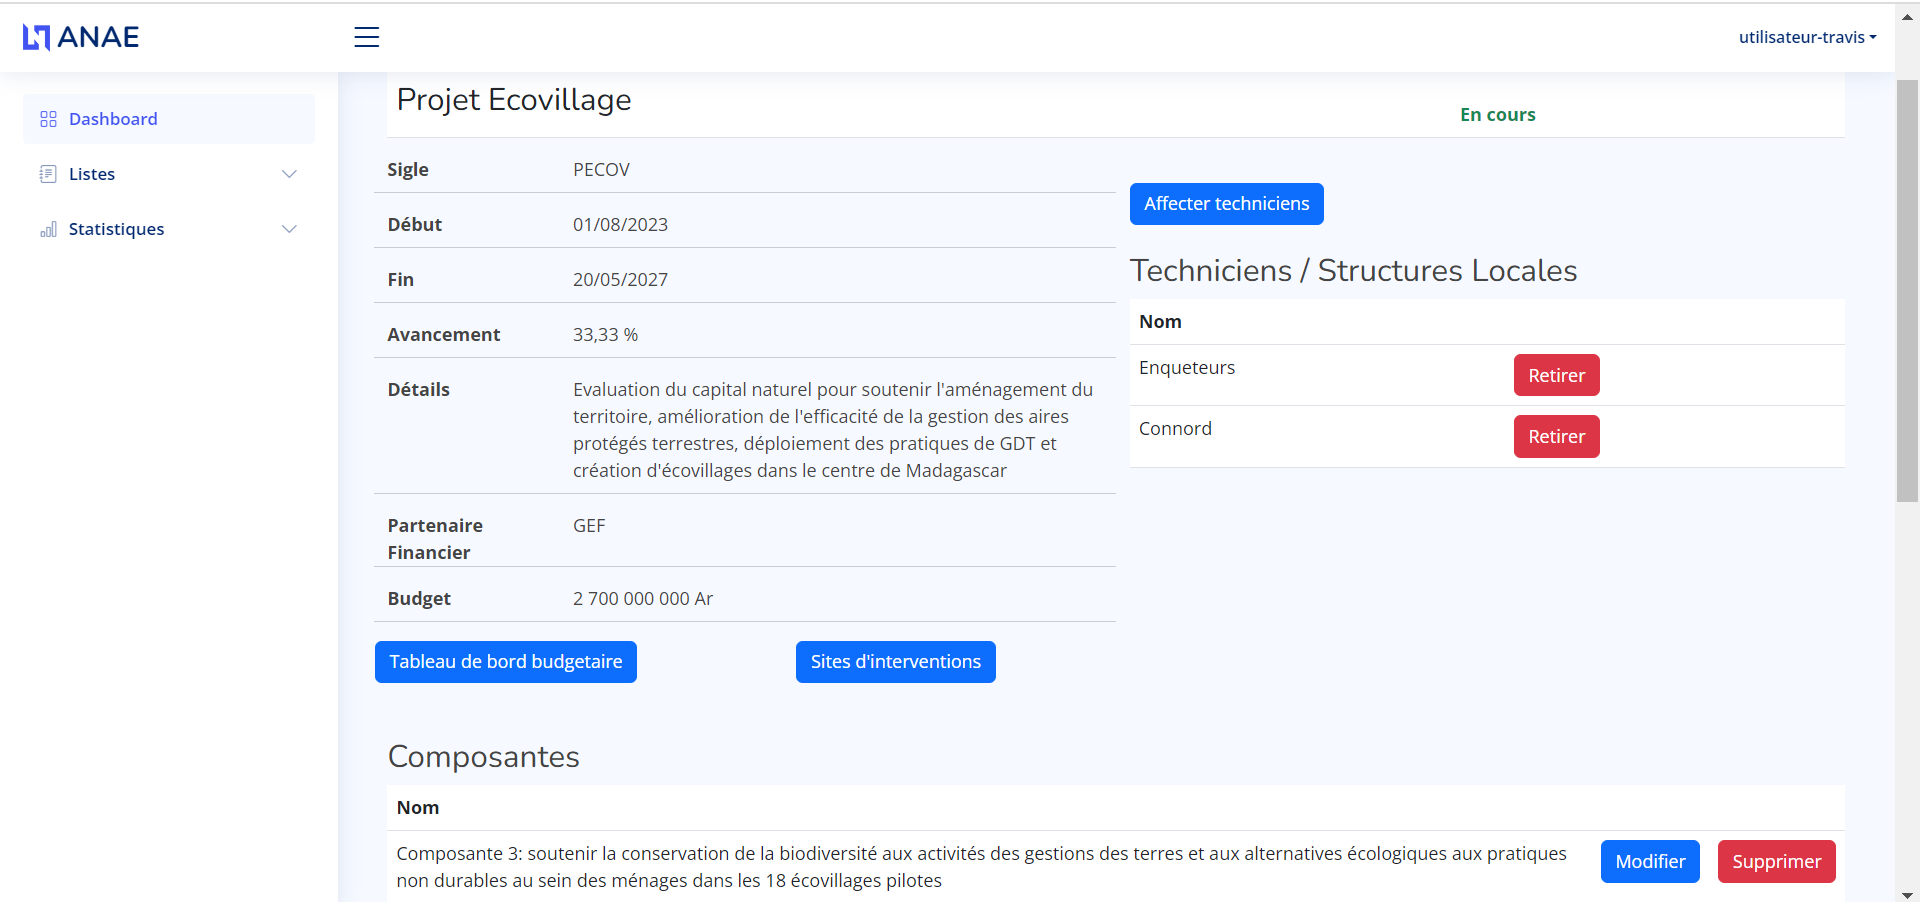 ANAE
utilisateur-travis
Dashboard
Listes
Statistiques
Projet Ecovillage
En cours
Sigle PECOV
Début 01/08/2023
Fin 20/05/2027
Avancement 33,33 %
Détails Evaluation du capital naturel pour soutenir l'aménagement du
territoire, amélioration de l'efficacité de la gestion des aires
protégés terrestres, déploiement des pratiques de GDT et
création d'écovillages dans le centre de Madagascar
Partenaire GEF
Financier
Budget 2 700 000 000 Ar
Tableau de bord budgetaire Sites d'interventions
Affecter techniciens
Techniciens / Structures Locales
Nom
Enqueteurs Retirer
Connord Retirer
Composantes
Nom
Composante 3: soutenir la conservation de la biodiversité aux activités des gestions des terres et aux alternatives écologiques aux pratiques
non durables au sein des ménages dans les 18 écovillages pilotes
Modifier Supprimer